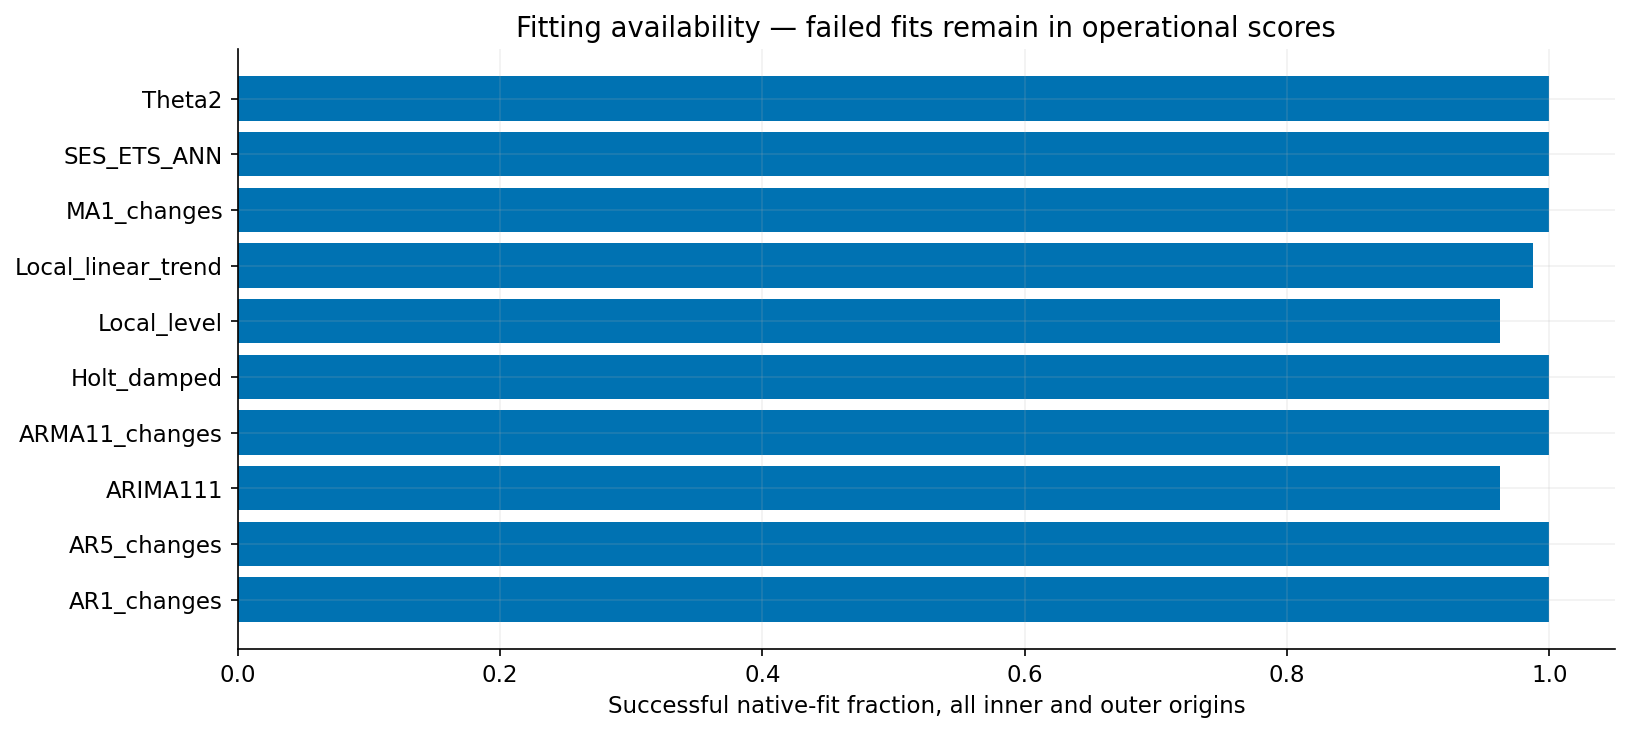 Fitting availability — failed fits remain in operational scores
Theta2
SES_ETS_ANN
MA1_changes
Local_linear_trend
Local_level
Holt_damped
ARMA11_changes
ARIMA111
AR5_changes
AR1_changes
0.0 0.2 0.4 0.6 0.8 1.0
Successful native-fit fraction, all inner and outer origins